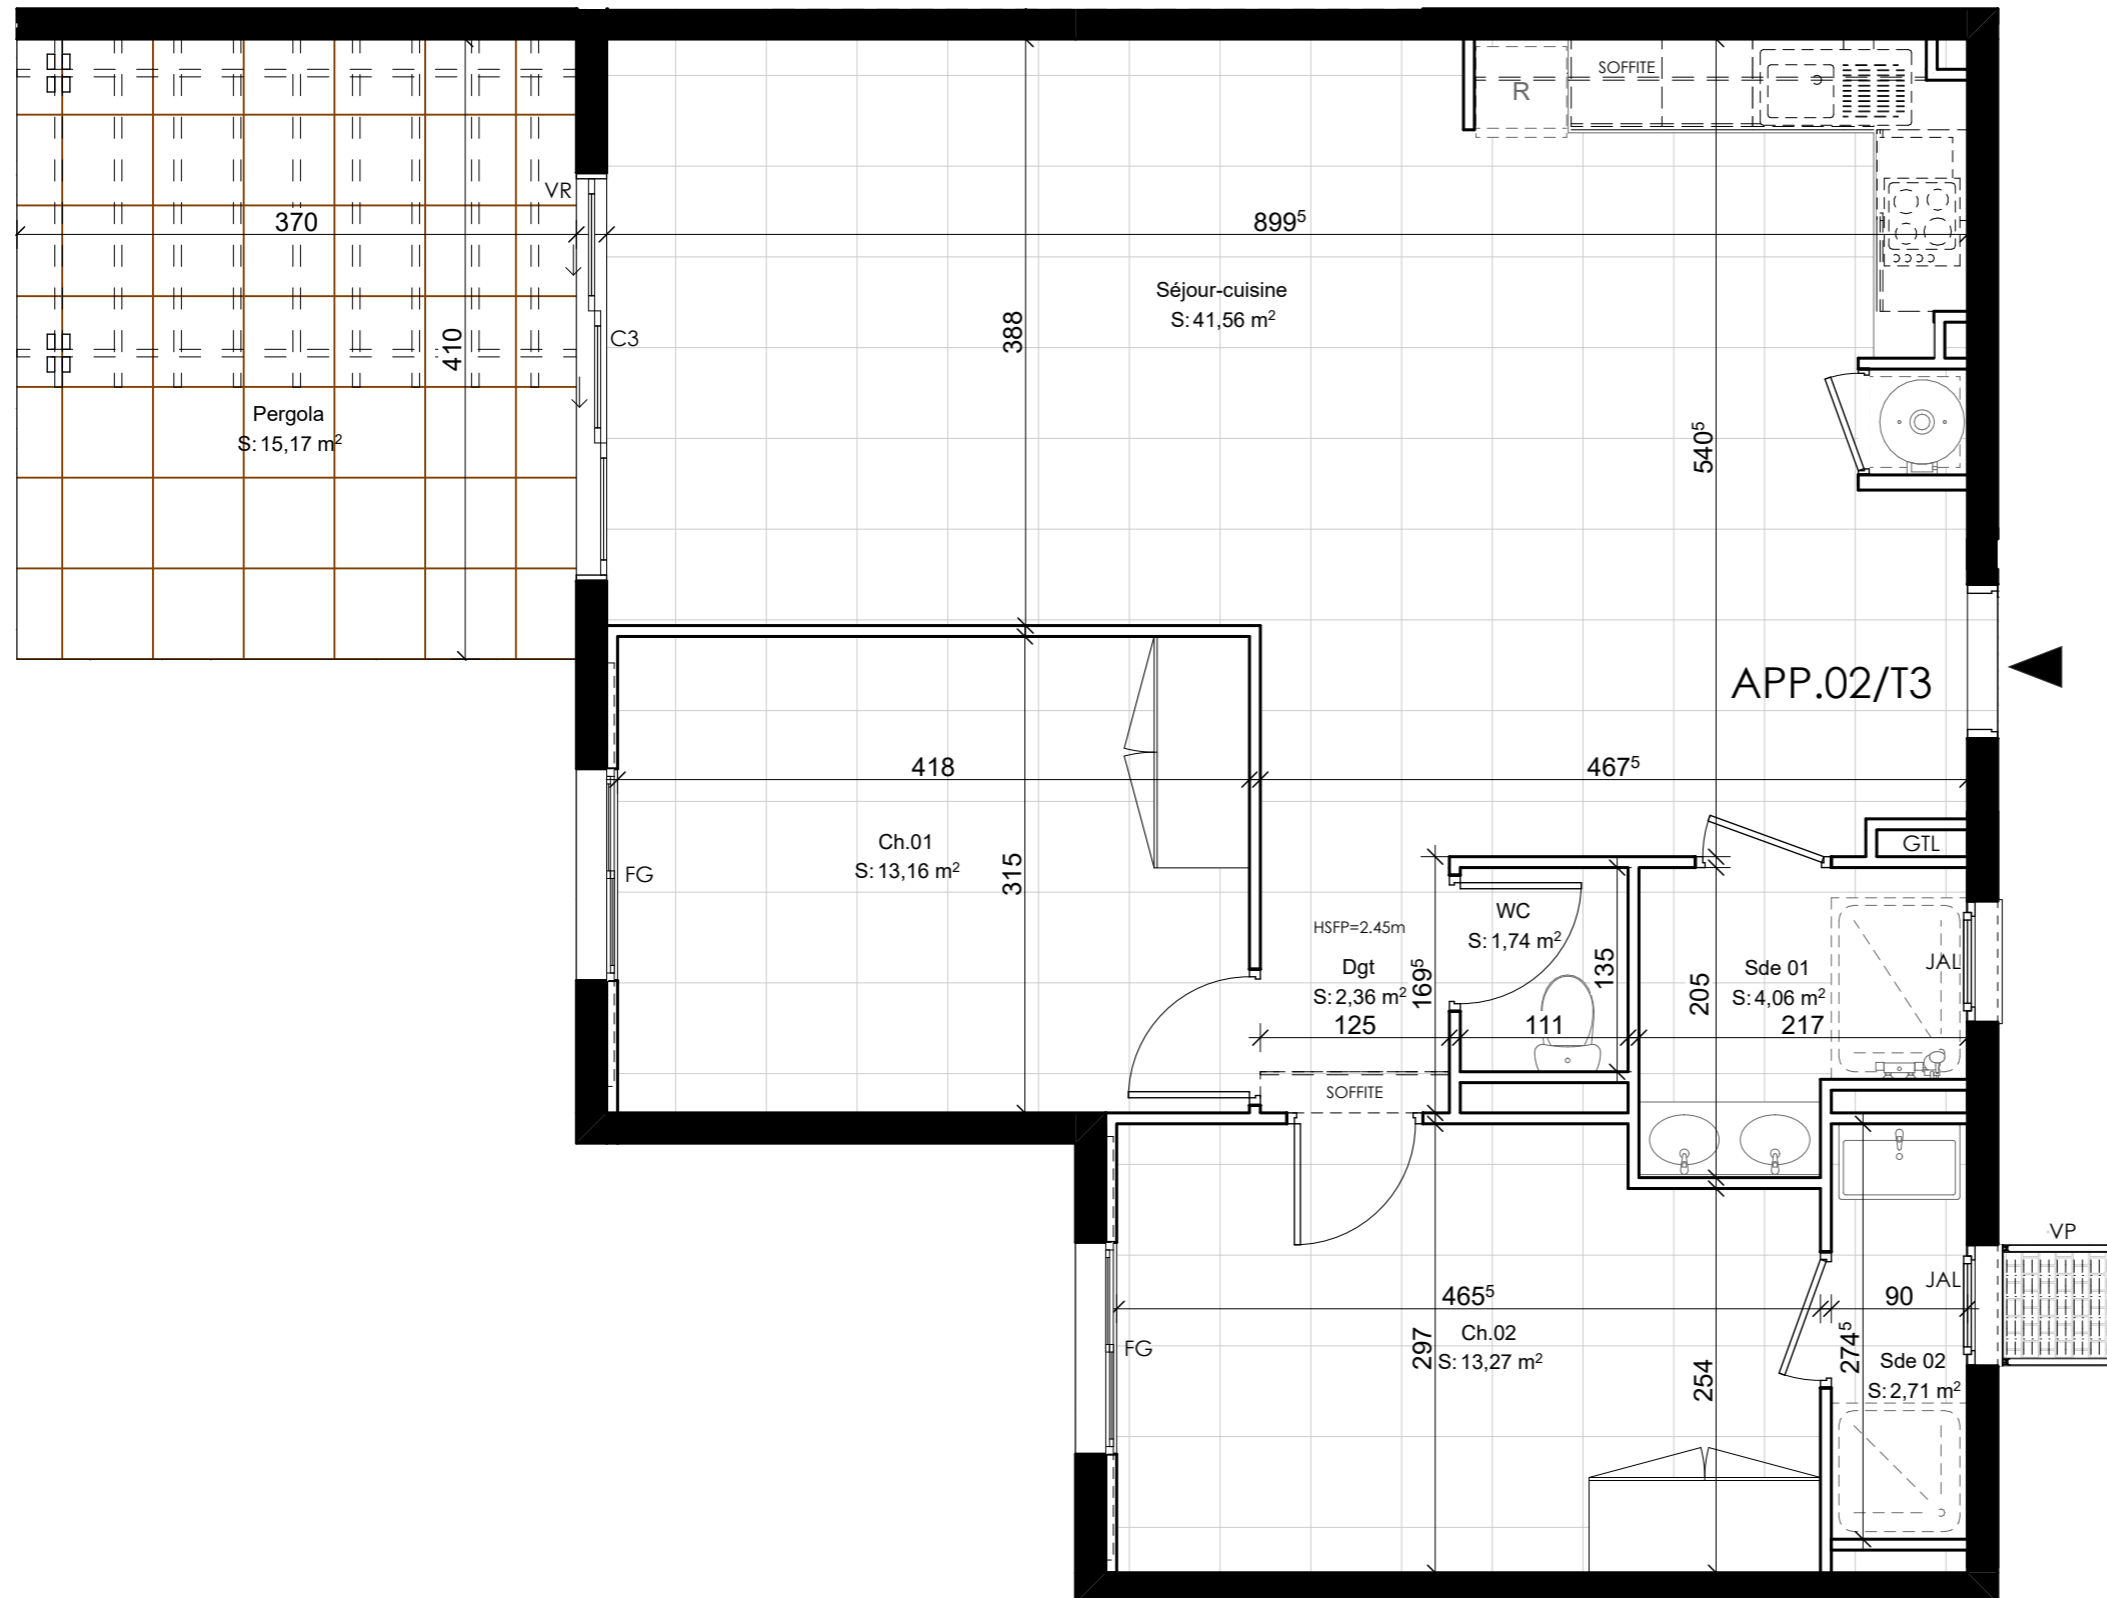 SOFFITE
R
VR
370
899⁵
Séjour-cuisine
S: 41,56 m²
388
C3
410
Pergola
S: 15,17 m²
540⁵
APP.02/T3
418
467⁵
Ch.01
S: 13,16 m²
315
FG
GTL
HSFP=2.45m
WC
S: 1,74 m²
135
Dgt
S: 2,36 m²
169⁵
125
111
Sde 01
S: 4,06 m²
205
217
JAL
SOFFITE
VP
JAL
465⁵
90
Ch.02
S: 13,27 m²
297
FG
254
274⁵
Sde 02
S: 2,71 m²